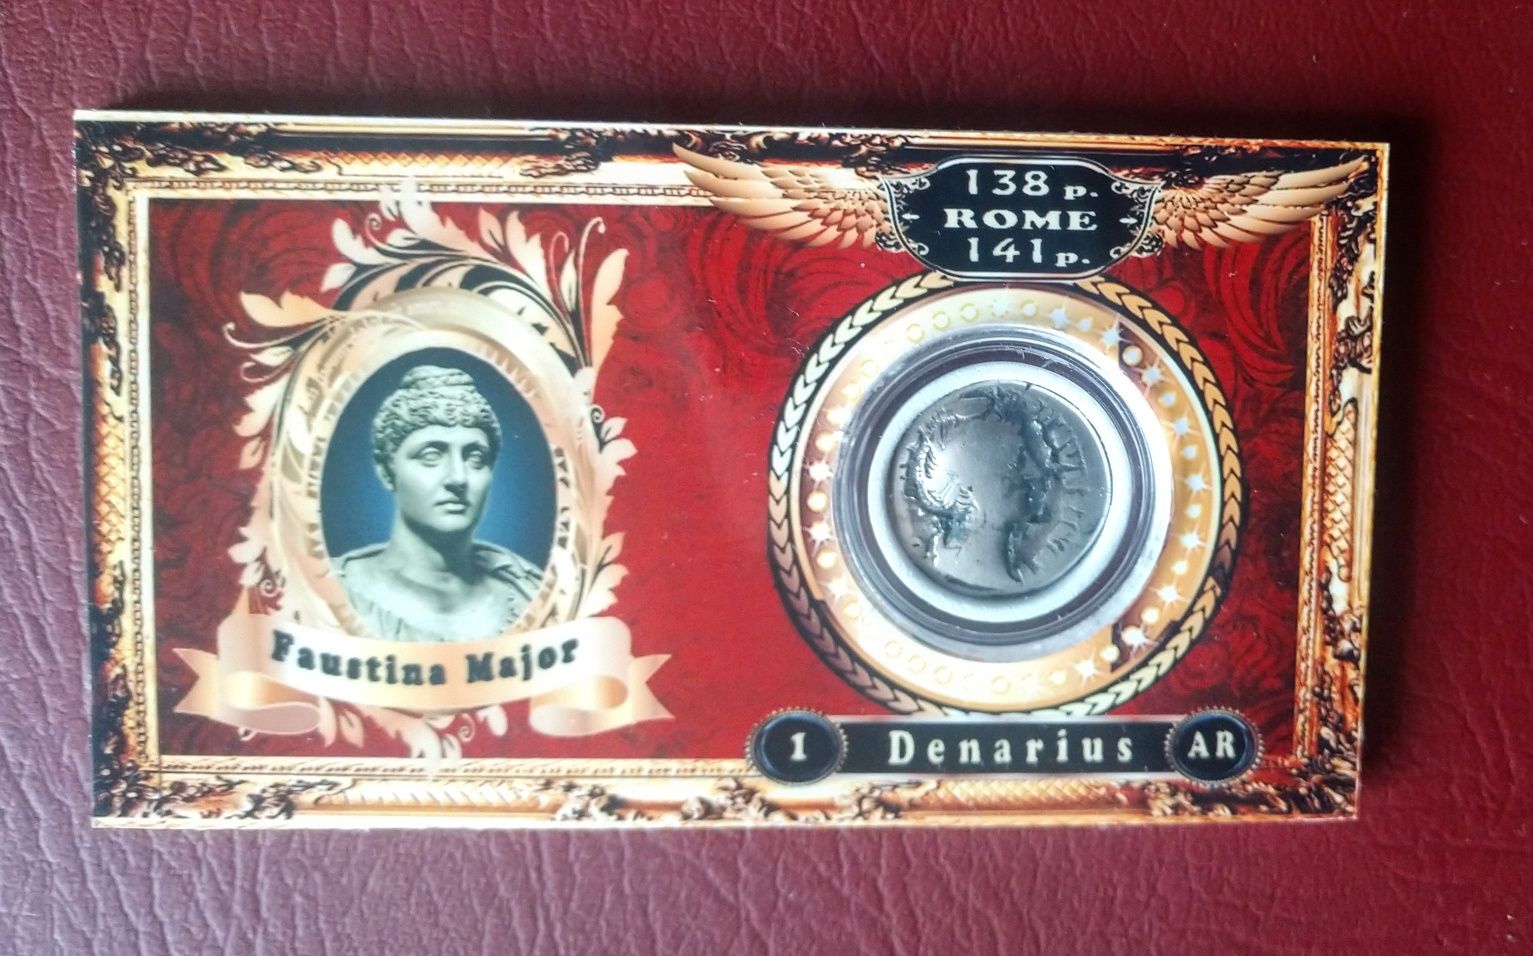 138 p.
ROME
141 p.
Faustina Major
1 Denarius AR